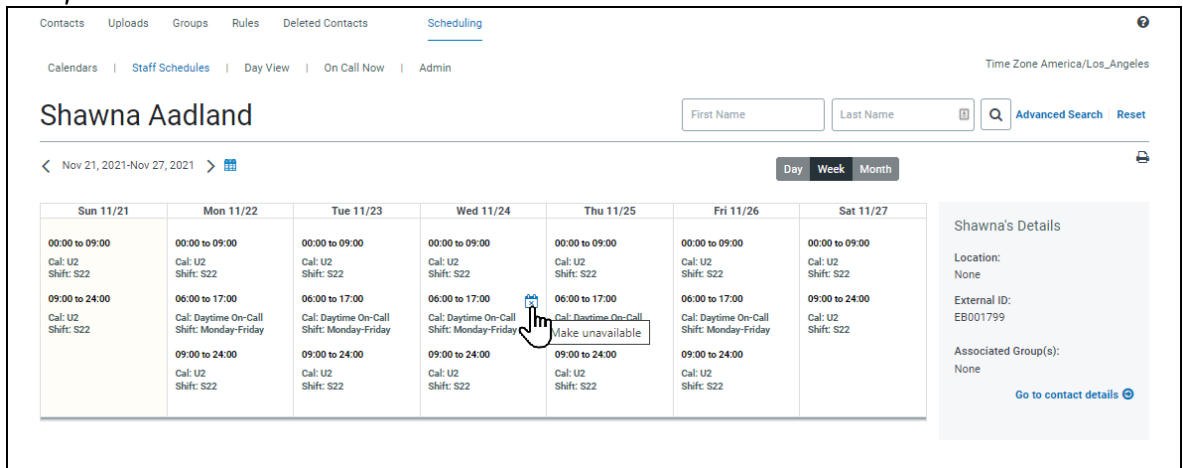 Contacts Uploads Groups Rules Deleted Contacts Scheduling
Calendars | Staff Schedules | Day View | On Call Now | Admin
Time Zone America/Los_Angeles
Shawna Aadland
First Name
Last Name
Advanced Search
Reset
Nov 21, 2021-Nov 27, 2021
Day Week Month
Sun 11/21 Mon 11/22 Tue 11/23 Wed 11/24 Thu 11/25 Fri 11/26 Sat 11/27
00:00 to 09:00 00:00 to 09:00 00:00 to 09:00 00:00 to 09:00 00:00 to 09:00 00:00 to 09:00 00:00 to 09:00
Cal: U2 Cal: U2 Cal: U2 Cal: U2 Cal: U2 Cal: U2 Cal: U2
Shift: S22 Shift: S22 Shift: S22 Shift: S22 Shift: S22 Shift: S22 Shift: S22
09:00 to 24:00 06:00 to 17:00 06:00 to 17:00 06:00 to 17:00 06:00 to 17:00 06:00 to 17:00 09:00 to 24:00
Cal: U2 Cal: Daytime On-Call Cal: Daytime On-Call Cal: Daytime On-Call Cal: Daytime On-Call Cal: Daytime On-Call Cal: U2
Shift: S22 Shift: Monday-Friday Shift: Monday-Friday Shift: Monday-Friday Make unavailable Shift: Monday-Friday Shift: S22
09:00 to 24:00 09:00 to 24:00 09:00 to 24:00 09:00 to 24:00 09:00 to 24:00
Cal: U2 Cal: U2 Cal: U2 Cal: U2 Cal: U2
Shift: S22 Shift: S22 Shift: S22 Shift: S22 Shift: S22
Shawna's Details
Location:
None
External ID:
EB001799
Associated Group(s):
None
Go to contact details